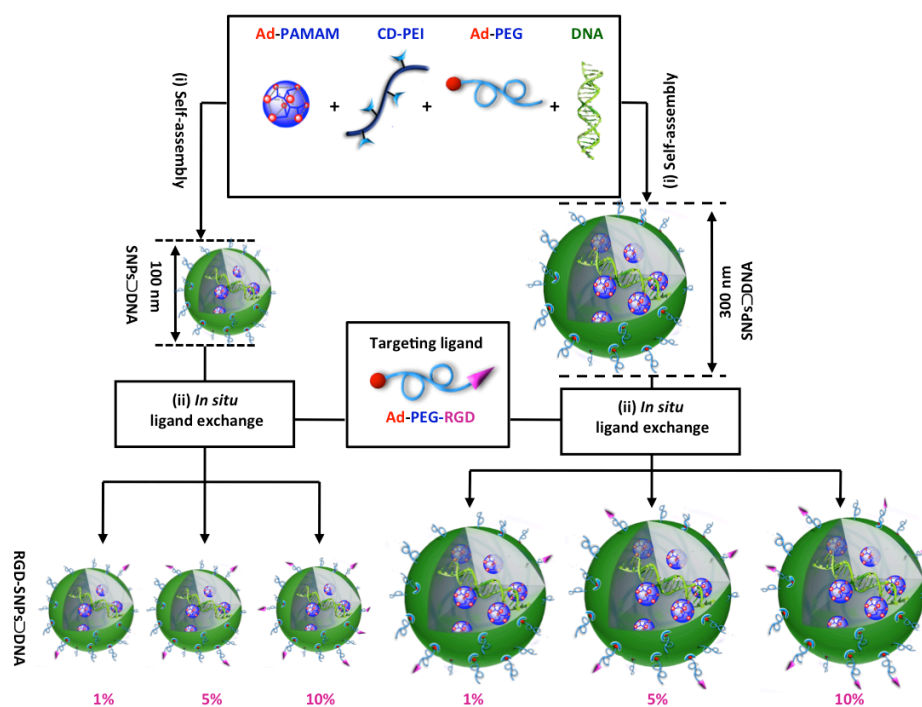 Ad-PAMAM CD-PEI Ad-PEG DNA
+ + +
(i) Self-assembly
(i) Self-assembly
SNPs⊃DNA
100 nm
300 nm
SNPs⊃DNA
Targeting ligand
Ad-PEG-RGD
(ii) In situ
ligand exchange
(ii) In situ
ligand exchange
RGD-SNPs⊃DNA
1% 5% 10% 1% 5% 10%